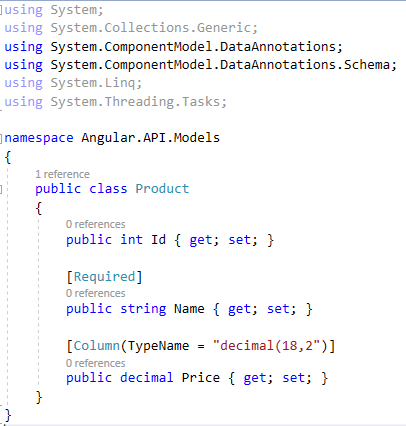 using System;
using System.Collections.Generic;
using System.ComponentModel.DataAnnotations;
using System.ComponentModel.DataAnnotations.Schema;
using System.Linq;
using System.Threading.Tasks;
namespace Angular.API.Models
{
1 reference
public class Product
{
0 references
public int Id { get; set; }
[Required]
0 references
public string Name { get; set; }
[Column(TypeName = "decimal(18,2")]
0 references
public decimal Price { get; set; }
}
}